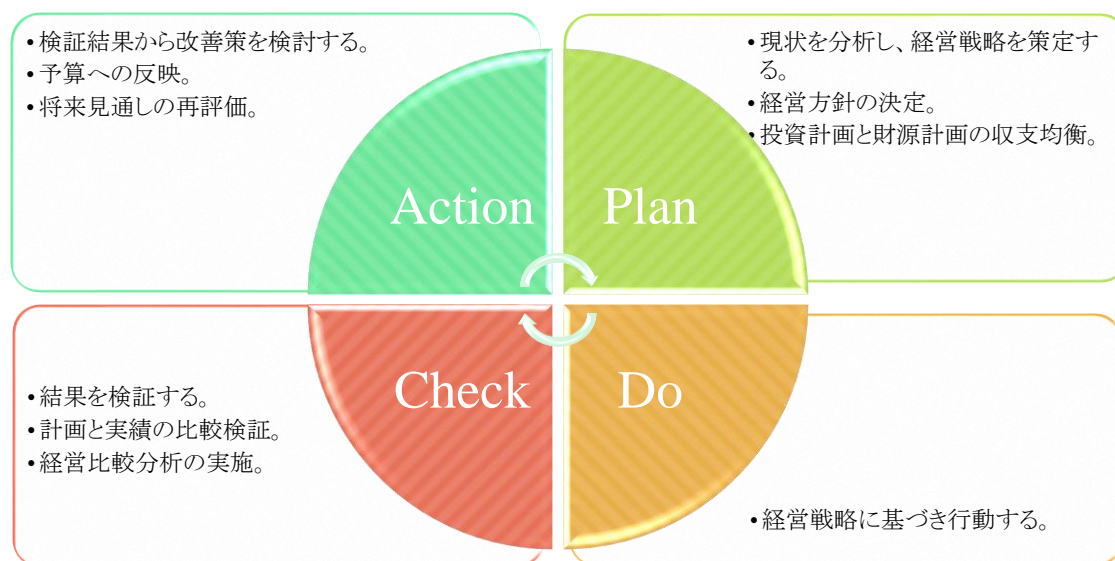 • 検証結果から改善策を検討する。
• 予算への反映。
• 将来見通しの再評価。
• 現状を分析し、経営戦略を策定す
る。
• 経営方針の決定。
• 投資計画と財源計画の収支均衡。
Action
Plan
Check
Do
• 結果を検証する。
• 計画と実績の比較検証。
• 経営比較分析の実施。
• 経営戦略に基づき行動する。